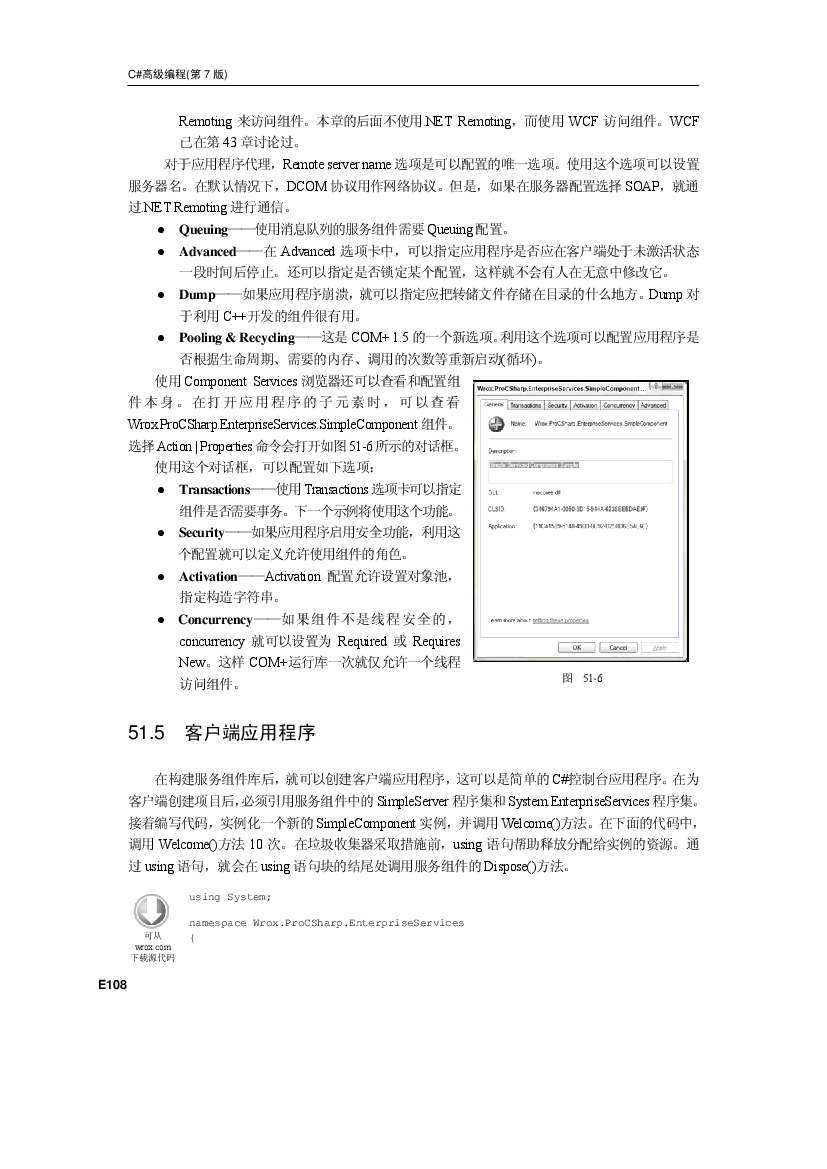 C#高级编程(第 7 版)
Remoting 来访问组件。本章的后面不使用.NET Remoting，而使用 WCF 访问组件。WCF
已在第 43 章讨论过。
对于应用程序代理，Remote server name 选项是可以配置的唯一选项。使用这个选项可以设置
服务器名。在默认情况下，DCOM 协议用作网络协议。但是，如果在服务器配置选择 SOAP，就通
过.NET Remoting 进行通信。
● Queuing——使用消息队列的服务组件需要 Queuing 配置。
● Advanced——在 Advanced 选项卡中，可以指定应用程序是否应在客户端处于未激活状态
一段时间后停止。还可以指定是否锁定某个配置，这样就不会有人在无意中修改它。
● Dump——如果应用程序崩溃，就可以指定应把转储文件存储在目录的什么地方。Dump 对
于利用 C++开发的组件很有用。
● Pooling & Recycling——这是 COM+ 1.5 的一个新选项。利用这个选项可以配置应用程序是
否根据生命周期、需要的内存、调用的次数等重新启动(循环)。
使用 Component Services 浏览器还可以查看和配置组
件本身。在打开应用程序的子元素时，可以查看
Wrox.ProCSharp.EnterpriseServices.SimpleComponent 组件。
选择 Action | Properties 命令会打开如图 51-6 所示的对话框。
使用这个对话框，可以配置如下选项：
● Transactions——使用 Transactions 选项卡可以指定
组件是否需要事务。下一个示例将使用这个功能。
● Security——如果应用程序启用安全功能，利用这
个配置就可以定义允许使用组件的角色。
● Activation——Activation 配置允许设置对象池，
指定构造字符串。
● Concurrency——如果组件不是线程安全的，
concurrency 就可以设置为 Required 或 Requires
New。这样 COM+运行库一次就仅允许一个线程
访问组件。
Wrox.ProCSharp.EnterpriseServices.SimpleComponent...
General Transactions Security Activation Concurrency Advanced
Name: Wrox.ProCSharp.EnterpriseServices.SimpleComponent
Description:
Simple Serviced Component Sample
DLL: mscoree.dll
CLSID:
Application:
Learn more about setting these properties.
OK Cancel Apply
图 51-6
51.5 客户端应用程序
在构建服务组件库后，就可以创建客户端应用程序，这可以是简单的 C#控制台应用程序。在为
客户端创建项目后，必须引用服务组件中的 SimpleServer 程序集和 System.EnterpriseServices 程序集。
接着编写代码，实例化一个新的 SimpleComponent 实例，并调用 Welcome()方法。在下面的代码中，
调用 Welcome()方法 10 次。在垃圾收集器采取措施前，using 语句帮助释放分配给实例的资源。通
过 using 语句，就会在 using 语句块的结尾处调用服务组件的 Dispose()方法。
using System;
namespace Wrox.ProCSharp.EnterpriseServices
{
可从
wrox.com
下载源代码
E108